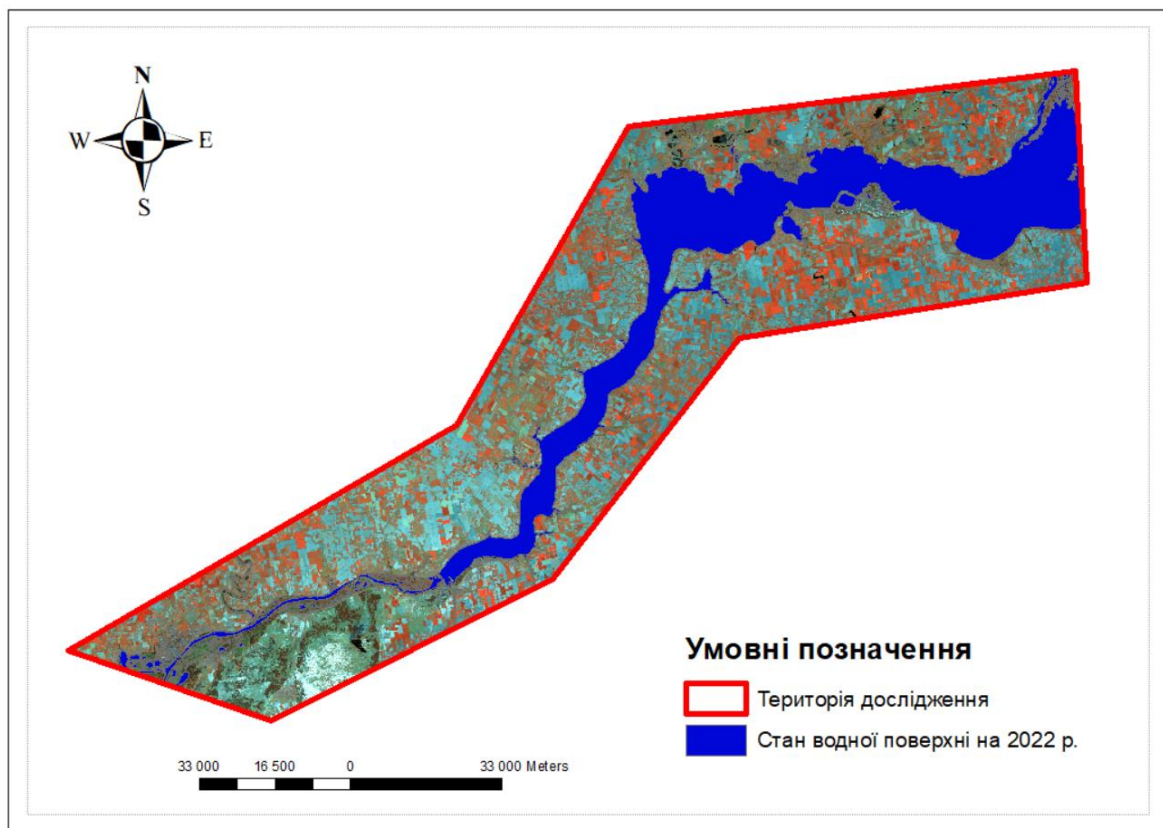 N
W E
S
Умовні позначення
Територія дослідження
Стан водної поверхні на 2022 р.
33 000 16 500 0 33 000 Meters